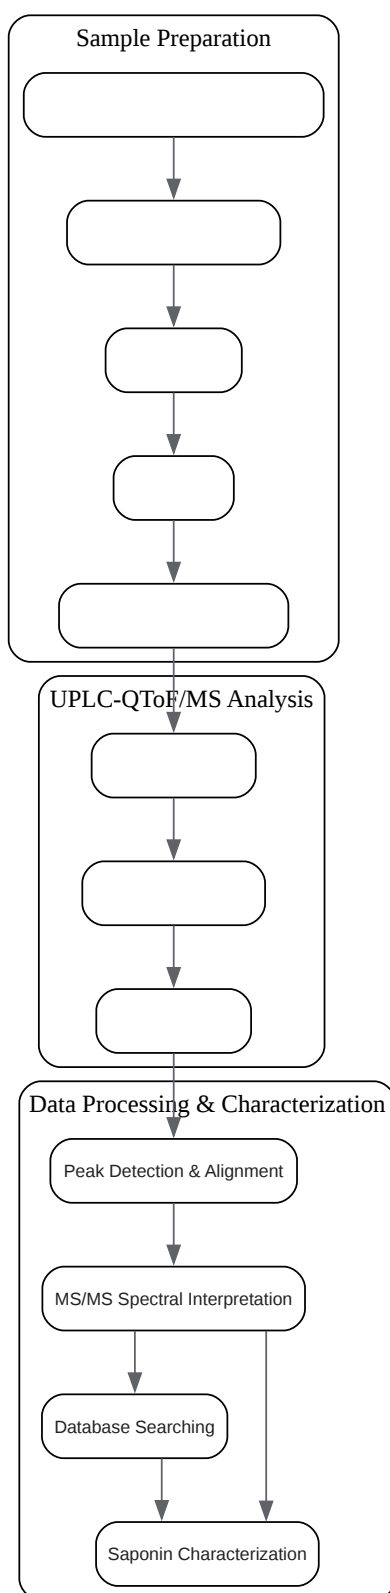 Sample Preparation
UPLC-QToF/MS Analysis
Data Processing & Characterization
Peak Detection & Alignment
MS/MS Spectral Interpretation
Database Searching
Saponin Characterization